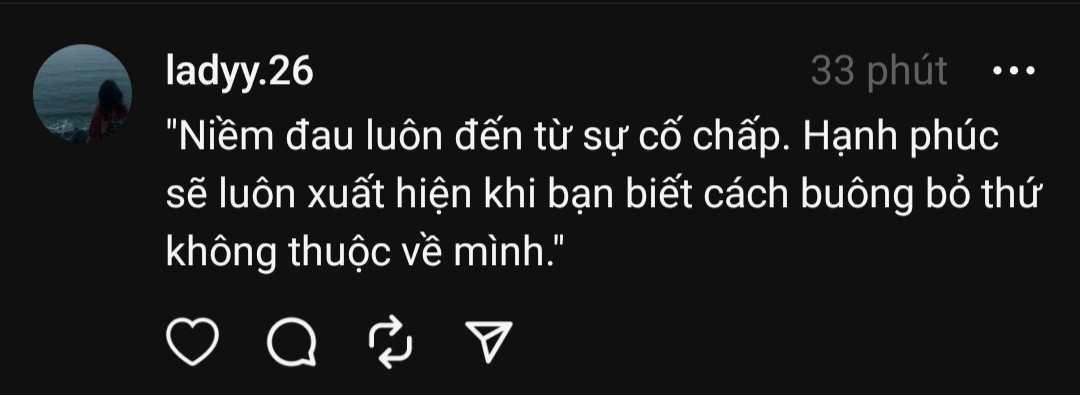 ladyy.26 33 phút
"Niềm đau luôn đến từ sự cố chấp. Hạnh phúc
sẽ luôn xuất hiện khi bạn biết cách buông bỏ thứ
không thuộc về mình."